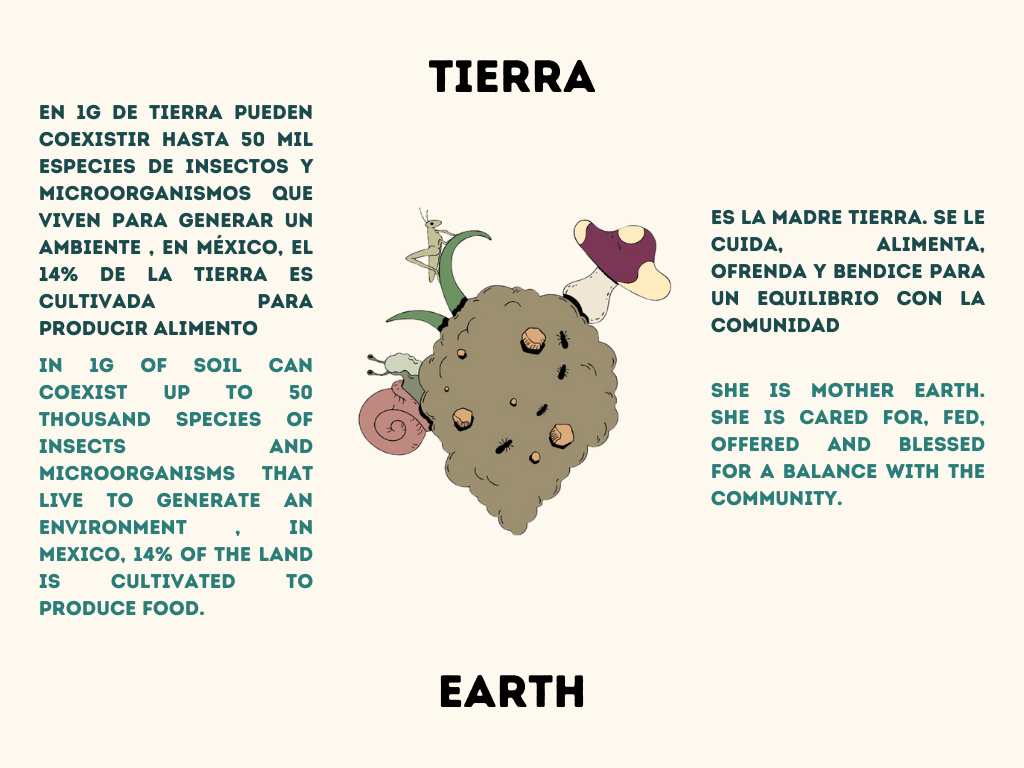 TIERRA
EN 1G DE TIERRA PUEDEN
COEXISTIR HASTA 50 MIL
ESPECIES DE INSECTOS Y
MICROORGANISMOS QUE
VIVEN PARA GENERAR UN
AMBIENTE , EN MÉXICO, EL
14% DE LA TIERRA ES
CULTIVADA PARA
PRODUCIR ALIMENTO
IN 1G OF SOIL CAN
COEXIST UP TO 50
THOUSAND SPECIES OF
INSECTS AND
MICROORGANISMS THAT
LIVE TO GENERATE AN
ENVIRONMENT , IN
MEXICO, 14% OF THE LAND
IS CULTIVATED TO
PRODUCE FOOD.
ES LA MADRE TIERRA. SE LE
CUIDA, ALIMENTA,
OFRENDA Y BENDICE PARA
UN EQUILIBRIO CON LA
COMUNIDAD
SHE IS MOTHER EARTH.
SHE IS CARED FOR, FED,
OFFERED AND BLESSED
FOR A BALANCE WITH THE
COMMUNITY.
EARTH